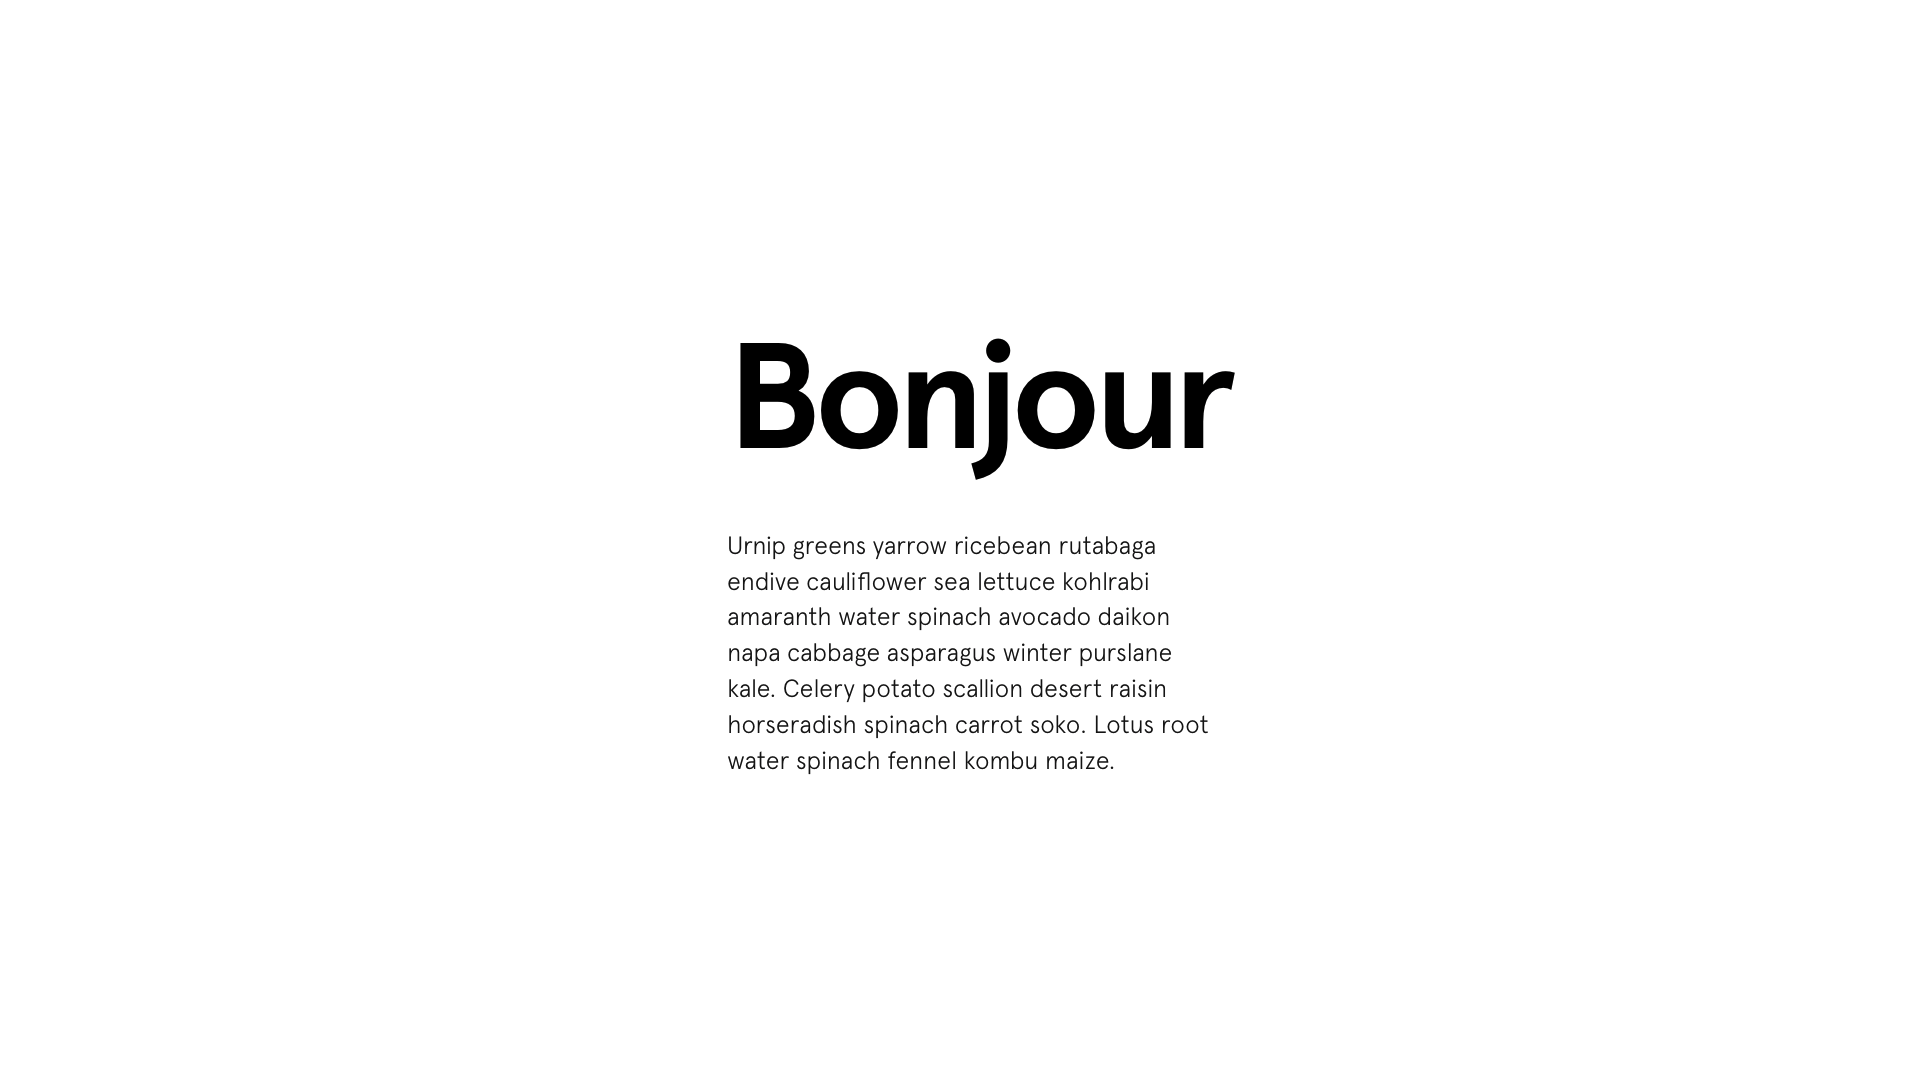 Bonjour
Urnip greens yarrow ricebean rutabaga
endive cauliflower sea lettuce kohlrabi
amaranth water spinach avocado daikon
napa cabbage asparagus winter purslane
kale. Celery potato scallion desert raisin
horseradish spinach carrot soko. Lotus root
water spinach fennel kombu maize.